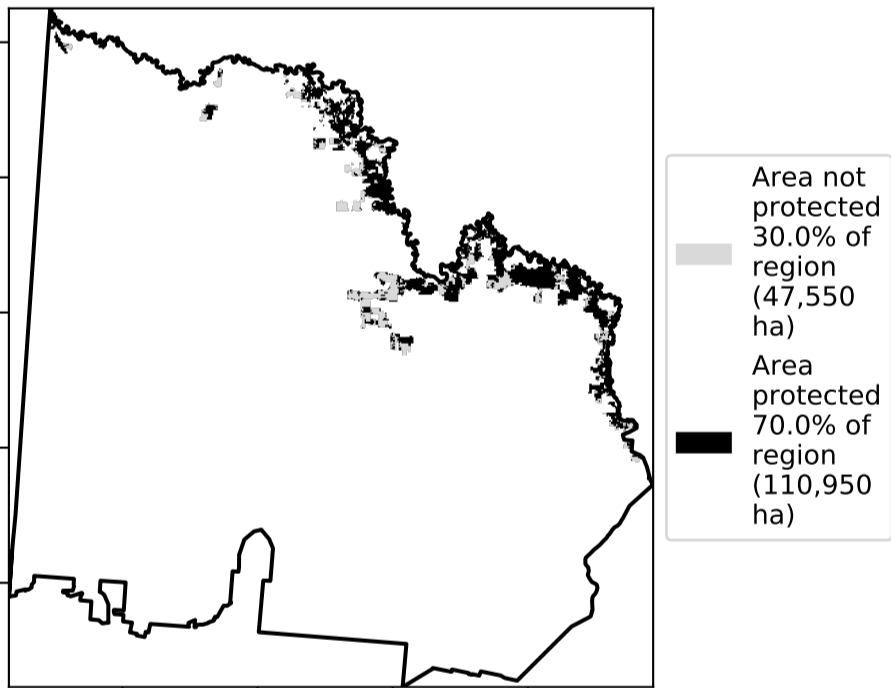 Area not
protected
30.0% of
region
(47,550
ha)
Area
protected
70.0% of
region
(110,950
ha)